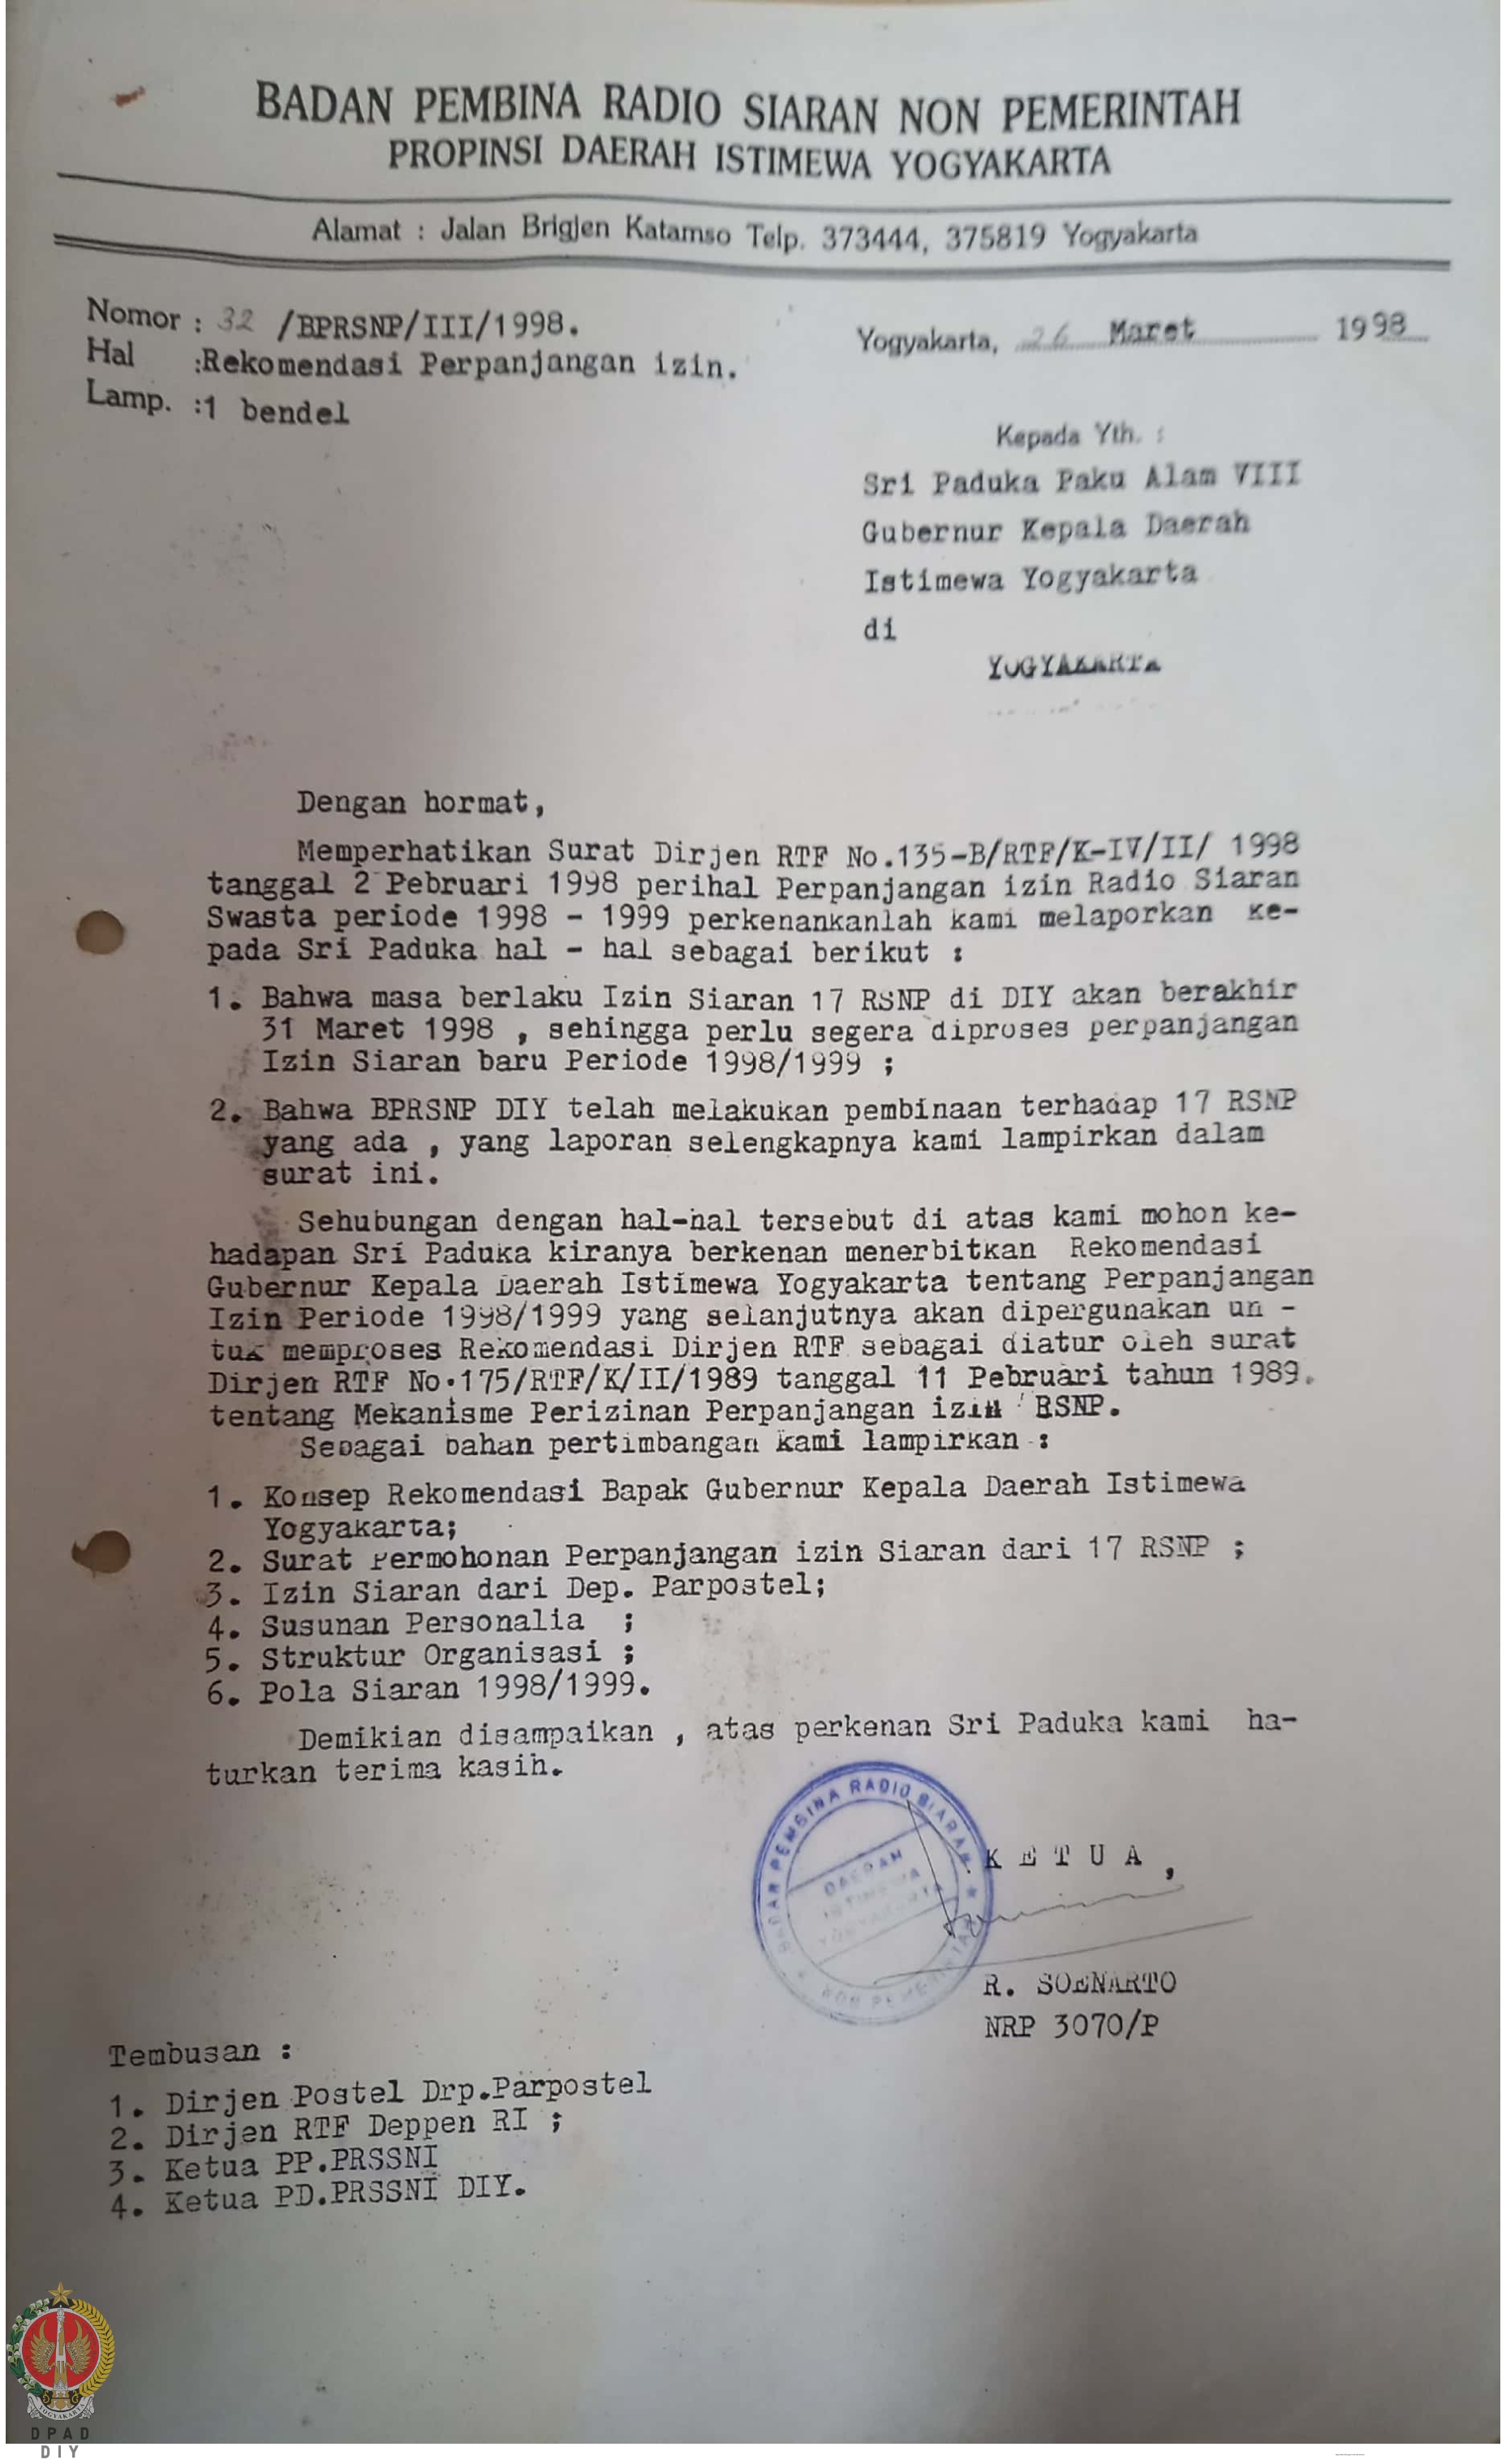 BADAN PEMBINA RADIO SIARAN NON PEMERINTAH
PROPINSI DAERAH ISTIMEWA YOGYAKARTA
Alamat : Jalan Brigjen Katamso Telp. 373444, 375819 Yogyakarta
Nomor : 32 /BPRSNP/III/1998.
Hal :Rekomendasi Perpanjangan izin.
Lamp. :1 bendel
Yogyakarta, 26 Maret 1998
Kepada Yth. :
Sri Paduka Paku Alam VIII
Gubernur Kepala Daerah
Istimewa Yogyakarta
di
YOGYAKARTA
Dengan hormat,
Memperhatikan Surat Dirjen RTF No.135-B/RTF/K-IV/II/ 1998
tanggal 2 Pebruari 1998 perihal Perpanjangan izin Radio Siaran
Swasta periode 1998 - 1999 perkenankanlah kami melaporkan ke-
pada Sri Paduka hal - hal sebagai berikut :
1. Bahwa masa berlaku Izin Siaran 17 RSNP di DIY akan berakhir
31 Maret 1998 , sehingga perlu segera diproses perpanjangan
Izin Siaran baru Periode 1998/1999 ;
2. Bahwa BPRSNP DIY telah melakukan pembinaan terhadap 17 RSNP
yang ada , yang laporan selengkapnya kami lampirkan dalam
surat ini.
Sehubungan dengan hal-hal tersebut di atas kami mohon ke-
hadapan Sri Paduka kiranya berkenan menerbitkan Rekomendasi
Gubernur Kepala Daerah Istimewa Yogyakarta tentang Perpanjangan
Izin Periode 1998/1999 yang selanjutnya akan dipergunakan un -
tuk memproses Rekomendasi Dirjen RTF sebagai diatur oleh surat
Dirjen RTF No.175/RTF/K/II/1989 tanggal 11 Pebruari tahun 1989.
tentang Mekanisme Perizinan Perpanjangan izin RSNP.
Sebagai bahan pertimbangan kami lampirkan :
1. Konsep Rekomendasi Bapak Gubernur Kepala Daerah Istimewa
Yogyakarta;
2. Surat Permohonan Perpanjangan izin Siaran dari 17 RSNP ;
3. Izin Siaran dari Dep. Parpostel;
4. Susunan Personalia ;
5. Struktur Organisasi ;
6. Pola Siaran 1998/1999.
Demikian disampaikan , atas perkenan Sri Paduka kami ha-
turkan terima kasih.
BADAN PEMBINA RADIO SIARAN
DAERAH
ISTIMEWA
YOGYAKARTA
NON PEMERINTAH
K E T U A ,
R. SOENARTO
NRP 3070/P
Tembusan :
1. Dirjen Postel Drp.Parpostel
2. Dirjen RTF Deppen RI ;
3. Ketua PP.PRSSNI
4. Ketua PD.PRSSNI DIY.
YOGYAKARTA
DPAD
DIY